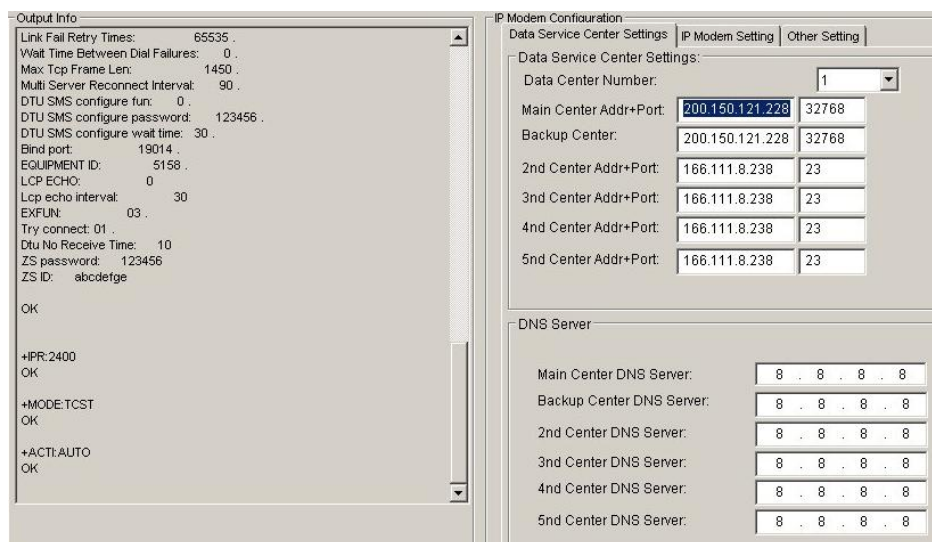 Output Info
Link Fail Retry Times: 65535 .
Wait Time Between Dial Failures: 0 .
Max Tcp Frame Len: 1450 .
Multi Server Reconnect Interval: 90 .
DTU SMS configure fun: 0 .
DTU SMS configure password: 123456 .
DTU SMS configure wait time: 30 .
Bind port: 19014 .
EQUIPMENT ID: 5158 .
LCP ECHO: 0
Lcp echo interval: 30
EXFUN: 03 .
Try connect: 01 .
Dtu No Receive Time: 10
ZS password: 123456
ZS ID: abcdefge
OK
+IPR:2400
OK
+MODE:TCST
OK
+ACTI:AUTO
OK
IP Modem Configuration
Data Service Center Settings IP Modem Setting Other Setting
Data Service Center Settings:
Data Center Number: 1
Main Center Addr+Port: 200.150.121.228 32768
Backup Center: 200.150.121.228 32768
2nd Center Addr+Port: 166.111.8.238 23
3nd Center Addr+Port: 166.111.8.238 23
4nd Center Addr+Port: 166.111.8.238 23
5nd Center Addr+Port: 166.111.8.238 23
DNS Server
Main Center DNS Server: 8 . 8 . 8 . 8
Backup Center DNS Server: 8 . 8 . 8 . 8
2nd Center DNS Server: 8 . 8 . 8 . 8
3nd Center DNS Server: 8 . 8 . 8 . 8
4nd Center DNS Server: 8 . 8 . 8 . 8
5nd Center DNS Server: 8 . 8 . 8 . 8